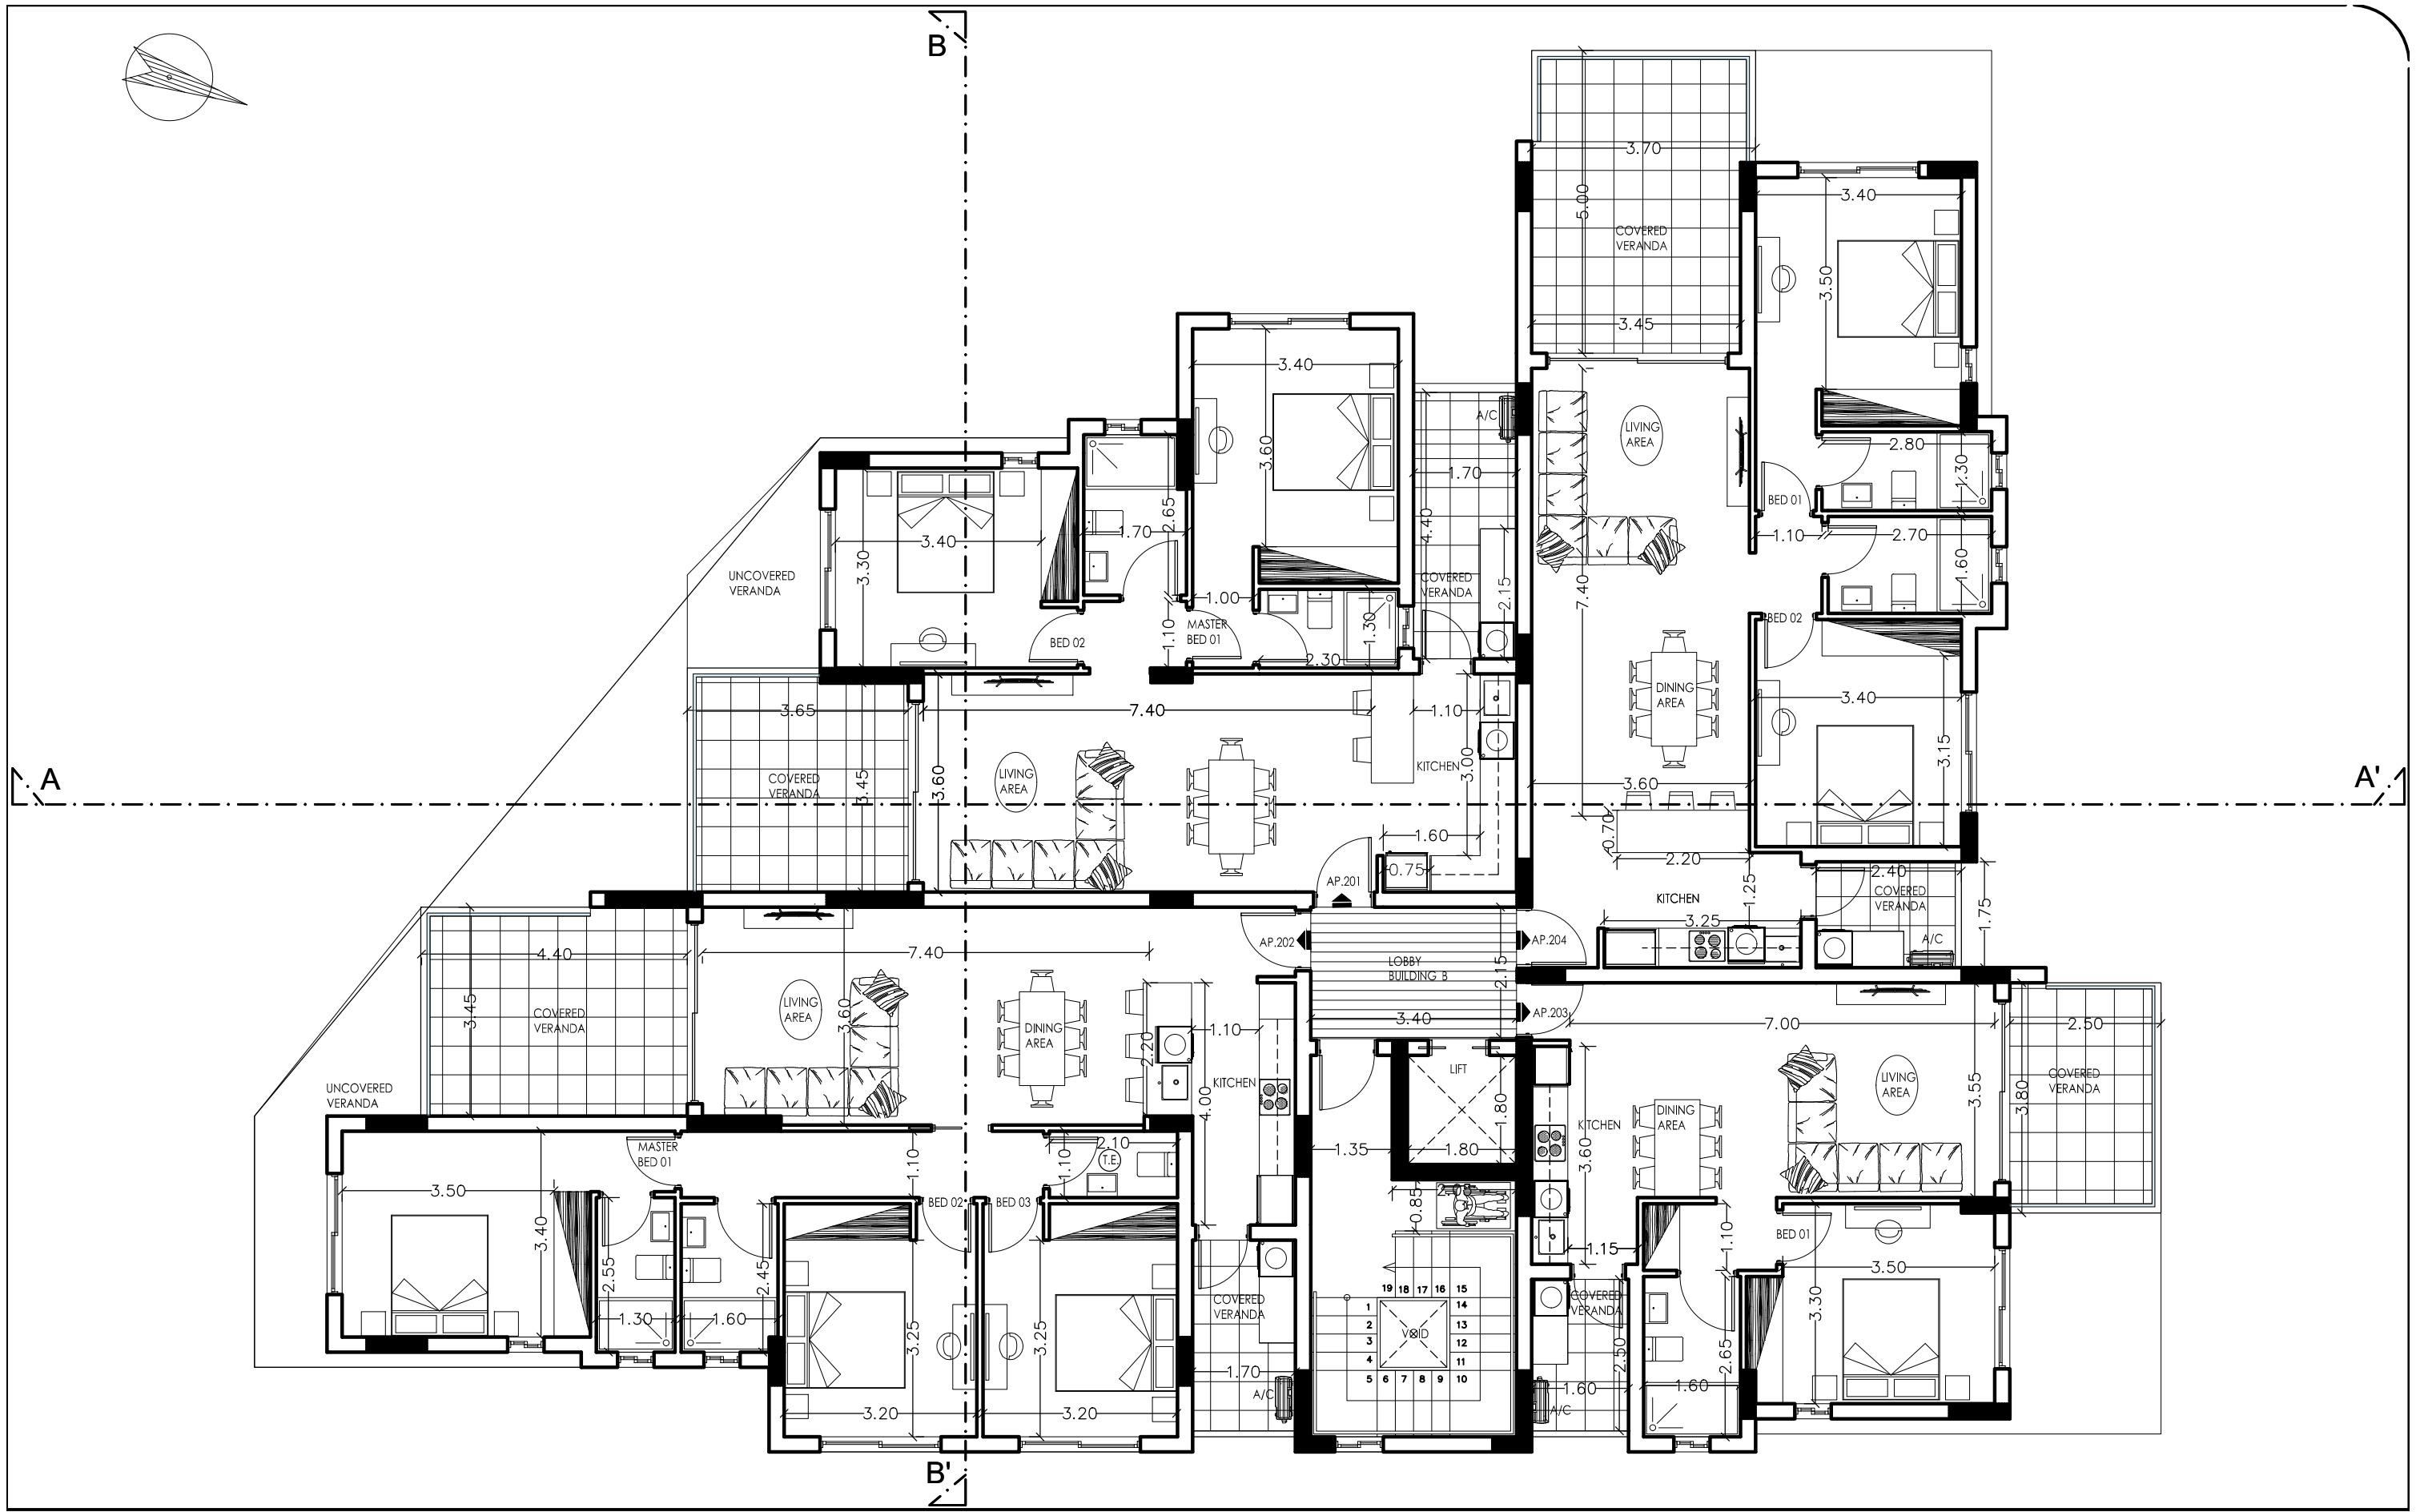 B
3.70
5.00
3.40
COVERED
VERANDA
3.50
3.45
3.40
A/C
LIVING
AREA
3.60
2.80
1.70
1.30
BED 01
2.65
4.40
1.70
3.40
1.10
2.70
3.30
UNCOVERED
VERANDA
COVERED
VERANDA
2.15
7.40
1.60
1.00
MASTER
BED 01
1.10
1.30
BED 02
BED 02
2.30
DINING
AREA
3.40
3.65
7.40
1.10
3.15
KITCHEN
3.00
LIVING
AREA
COVERED
VERANDA
3.45
3.60
3.60
A
A'
0.70
1.60
2.20
0.75
1.25
2.40
COVERED
VERANDA
AP.201
KITCHEN
3.25
1.75
AP.202
AP.204
A/C
4.40
7.40
LOBBY
BUILDING B
2.15
LIVING
AREA
3.45
3.60
COVERED
VERANDA
DINING
AREA
1.10
3.40
AP.203
7.00
2.50
2.20
KITCHEN
LIFT
LIVING
AREA
COVERED
VERANDA
UNCOVERED
VERANDA
4.00
1.80
3.55
3.80
DINING
AREA
KITCHEN
3.60
MASTER
BED 01
2.10
T.E.
1.10
1.10
1.35
1.80
3.50
BED 02
BED 03
0.85
3.40
1.10
BED 01
1.15
2.55
2.45
3.50
19 18 17 16 15
1
14
2
13
3
12
4
11
5 6 7 8 9 10
VOID
COVERED
VERANDA
COVERED
VERANDA
3.30
1.30
1.60
3.25
3.25
2.50
2.65
1.70
A/C
1.60
A/C
1.60
3.20
3.20
B'